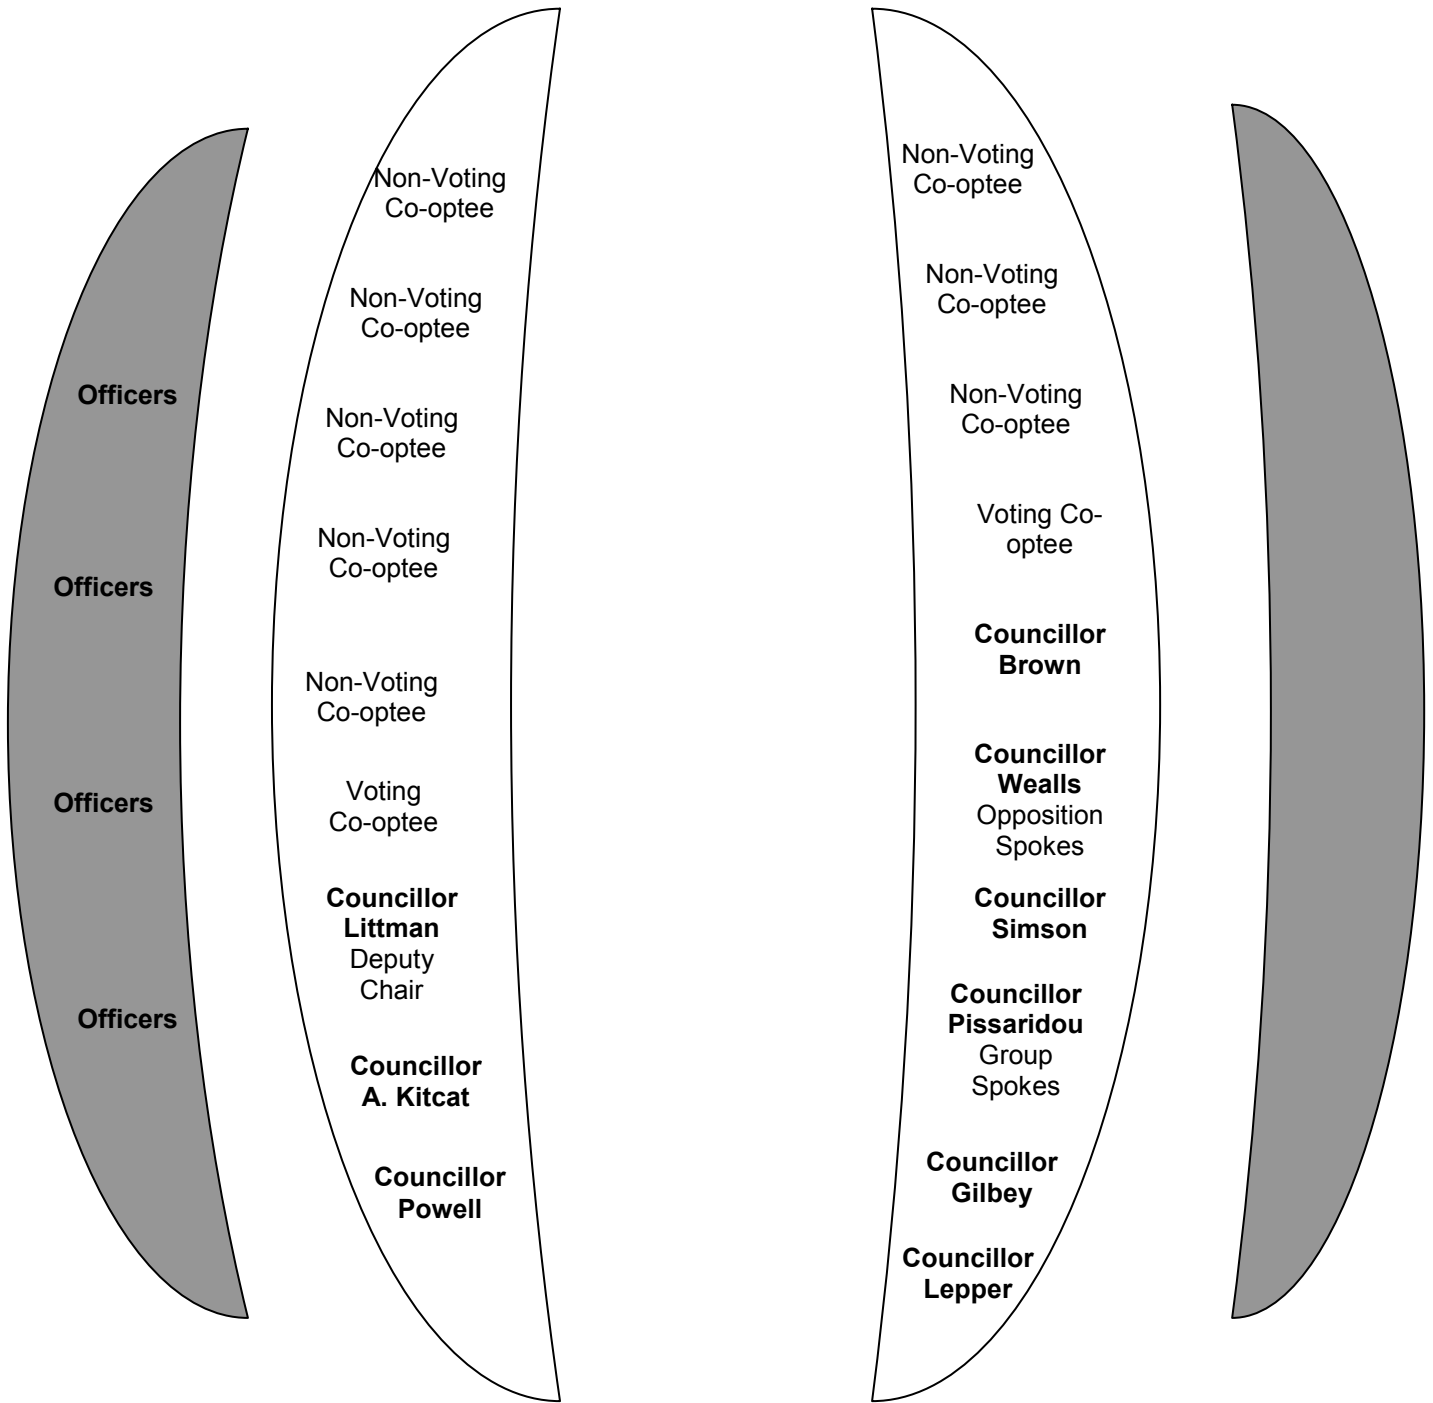 Officers
Officers
Officers
Officers
Non-Voting
Co-optee
Non-Voting
Co-optee
Non-Voting
Co-optee
Non-Voting
Co-optee
Non-Voting
Co-optee
Voting
Co-optee
Councillor
Littman
Deputy
Chair
Councillor
A. Kitcat
Councillor
Powell
Non-Voting
Co-optee
Non-Voting
Co-optee
Non-Voting
Co-optee
Voting Co-
optee
Councillor
Brown
Councillor
Wealls
Opposition
Spokes
Councillor
Simson
Councillor
Pissaridou
Group
Spokes
Councillor
Gilbey
Councillor
Lepper